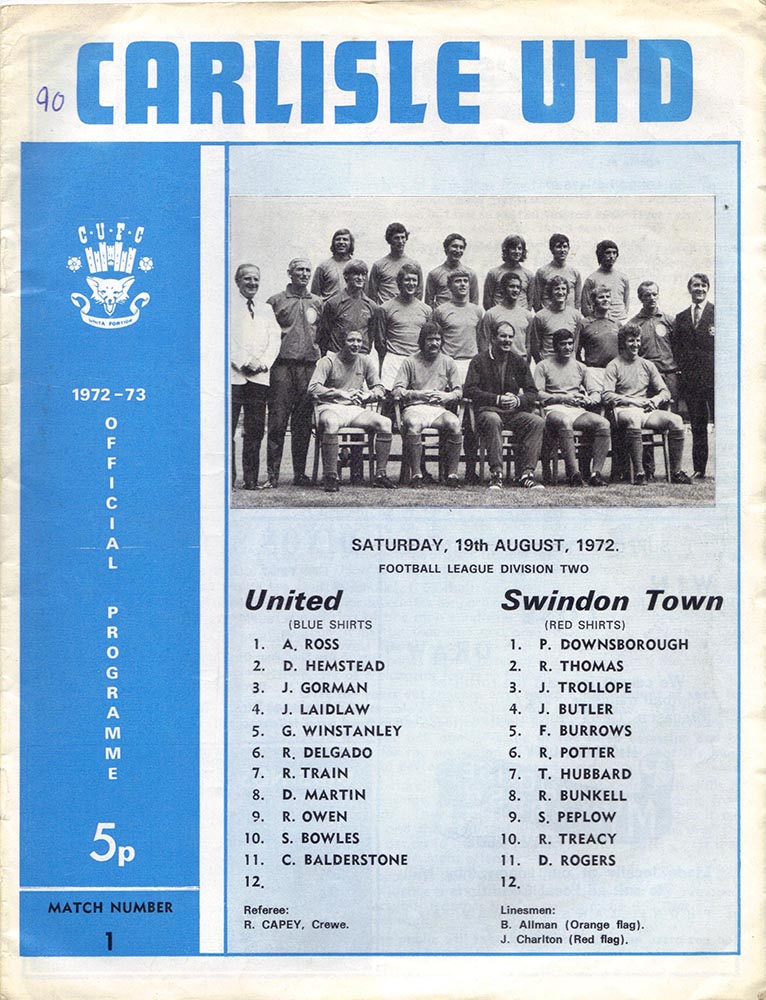 CARLISLE UTD
90
C·U·F·C
UNITA FORTIOR
1972-73
OFFICIAL PROGRAMME
5p
MATCH NUMBER
1
SATURDAY, 19th AUGUST, 1972.
FOOTBALL LEAGUE DIVISION TWO
United
(BLUE SHIRTS
1. A. ROSS
2. D. HEMSTEAD
3. J. GORMAN
4. J. LAIDLAW
5. G. WINSTANLEY
6. R. DELGADO
7. R. TRAIN
8. D. MARTIN
9. R. OWEN
10. S. BOWLES
11. C. BALDERSTONE
12.
Referee:
R. CAPEY, Crewe.
Swindon Town
(RED SHIRTS)
1. P. DOWNSBOROUGH
2. R. THOMAS
3. J. TROLLOPE
4. J. BUTLER
5. F. BURROWS
6. R. POTTER
7. T. HUBBARD
8. R. BUNKELL
9. S. PEPLOW
10. R. TREACY
11. D. ROGERS
12.
Linesmen:
B. Allman (Orange flag).
J. Charlton (Red flag).